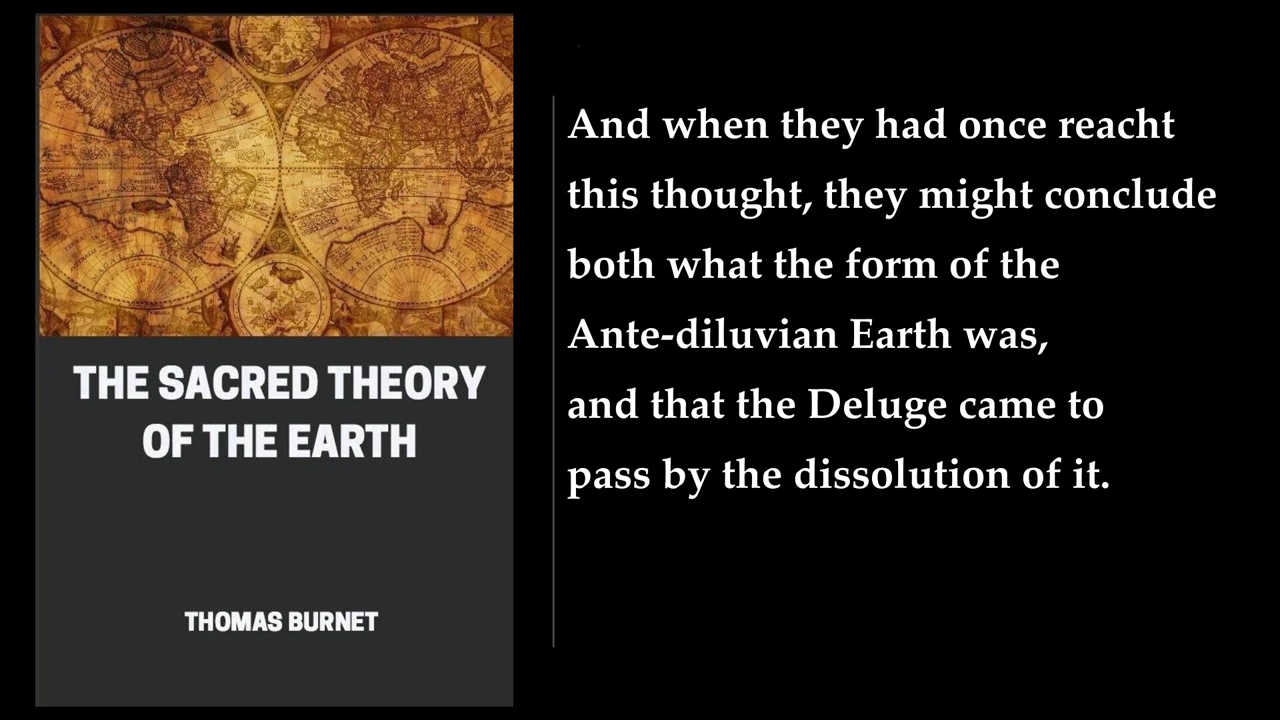 THE SACRED THEORY
OF THE EARTH
THOMAS BURNET
And when they had once reacht
this thought, they might conclude
both what the form of the
Ante-diluvian Earth was,
and that the Deluge came to
pass by the dissolution of it.